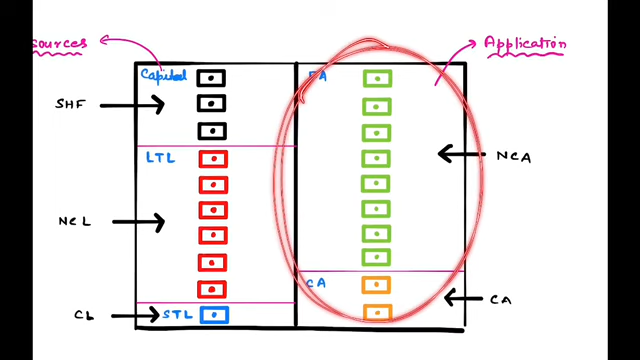 sources
Application
Capital
FA
SHF
LTL
NCA
NCL
CA
CA
CL
STL